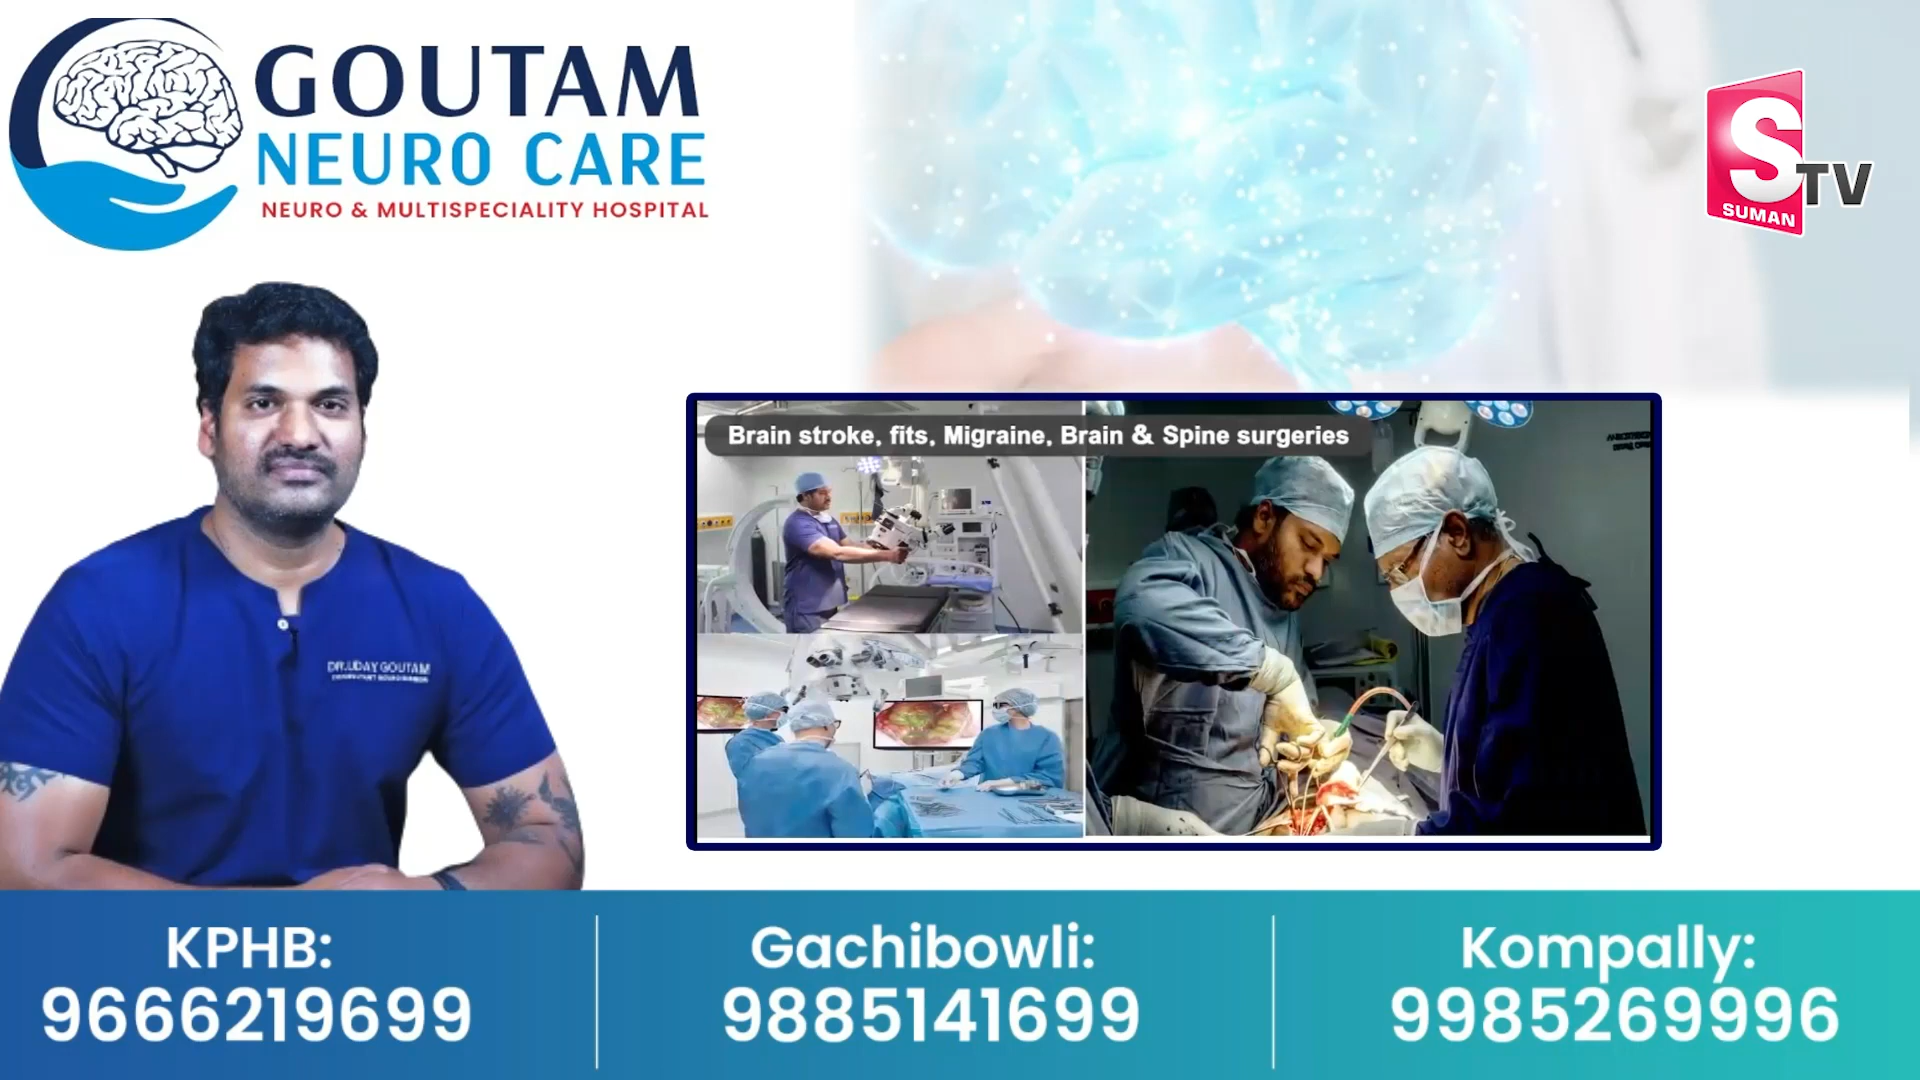 GOUTAM
NEURO CARE
NEURO & MULTISPECIALITY HOSPITAL
S
TV
SUMAN
Brain stroke, fits, Migraine, Brain & Spine surgeries
DR.UDAY GOUTAM
KPHB:
9666219699
Gachibowli:
9885141699
Kompally:
9985269996